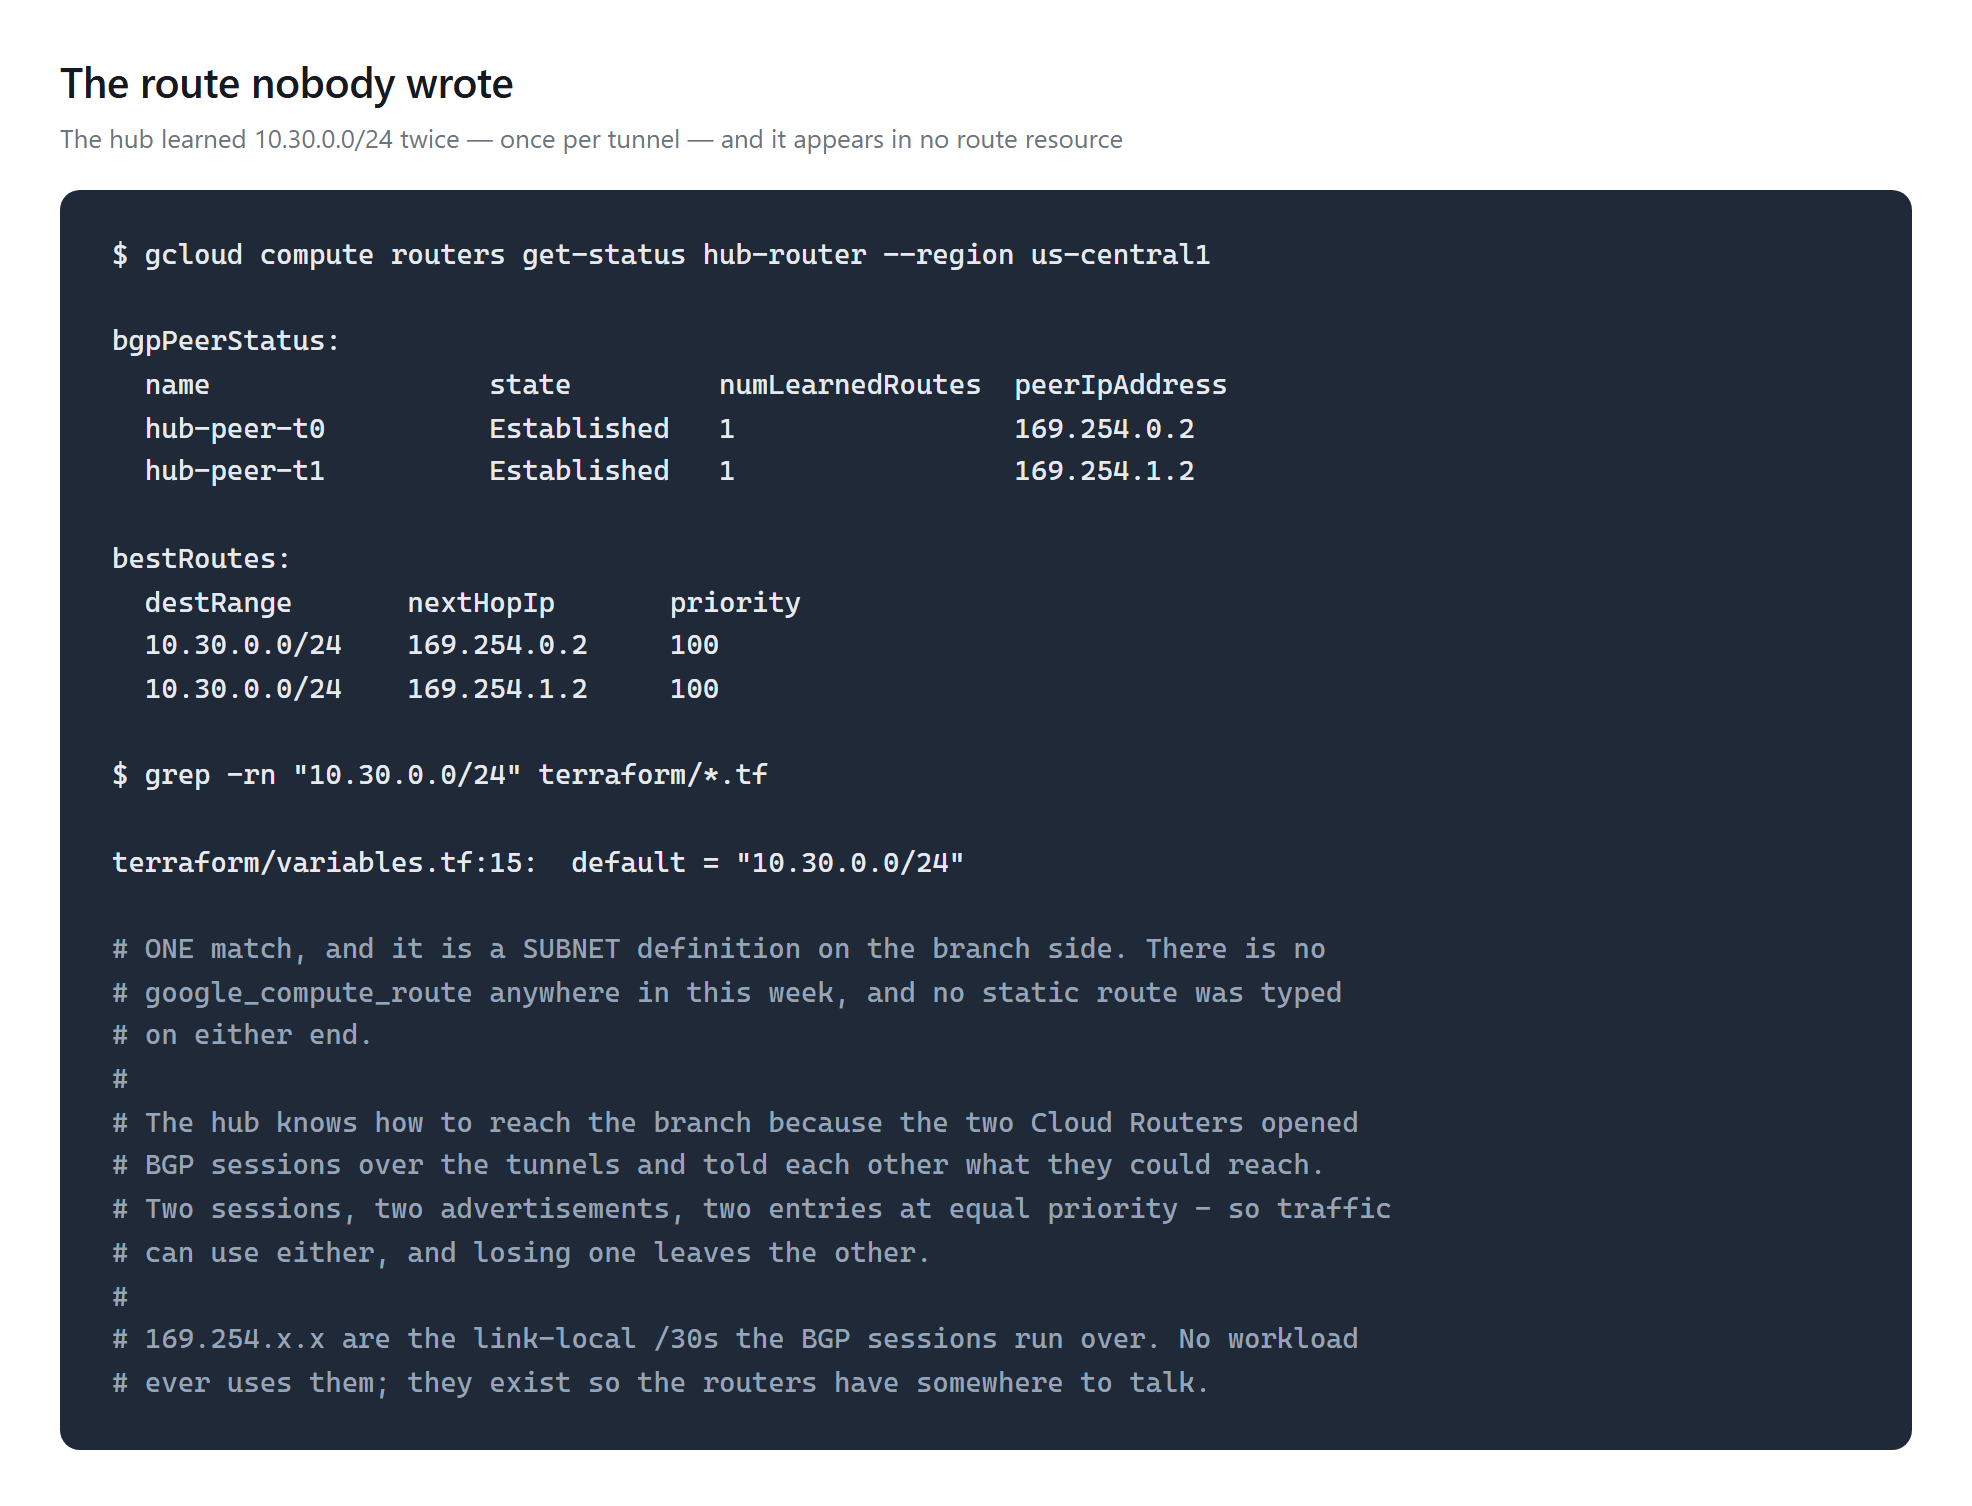 The route nobody wrote
The hub learned 10.30.0.0/24 twice — once per tunnel — and it appears in no route resource
$ gcloud compute routers get-status hub-router --region us-central1
bgpPeerStatus:
  name                 state         numLearnedRoutes  peerIpAddress
  hub-peer-t0          Established   1                 169.254.0.2
  hub-peer-t1          Established   1                 169.254.1.2
bestRoutes:
  destRange       nextHopIp       priority
  10.30.0.0/24    169.254.0.2     100
  10.30.0.0/24    169.254.1.2     100
$ grep -rn "10.30.0.0/24" terraform/*.tf
terraform/variables.tf:15:  default = "10.30.0.0/24"
# ONE match, and it is a SUBNET definition on the branch side. There is no
# google_compute_route anywhere in this week, and no static route was typed
# on either end.
#
# The hub knows how to reach the branch because the two Cloud Routers opened
# BGP sessions over the tunnels and told each other what they could reach.
# Two sessions, two advertisements, two entries at equal priority - so traffic
# can use either, and losing one leaves the other.
#
# 169.254.x.x are the link-local /30s the BGP sessions run over. No workload
# ever uses them; they exist so the routers have somewhere to talk.